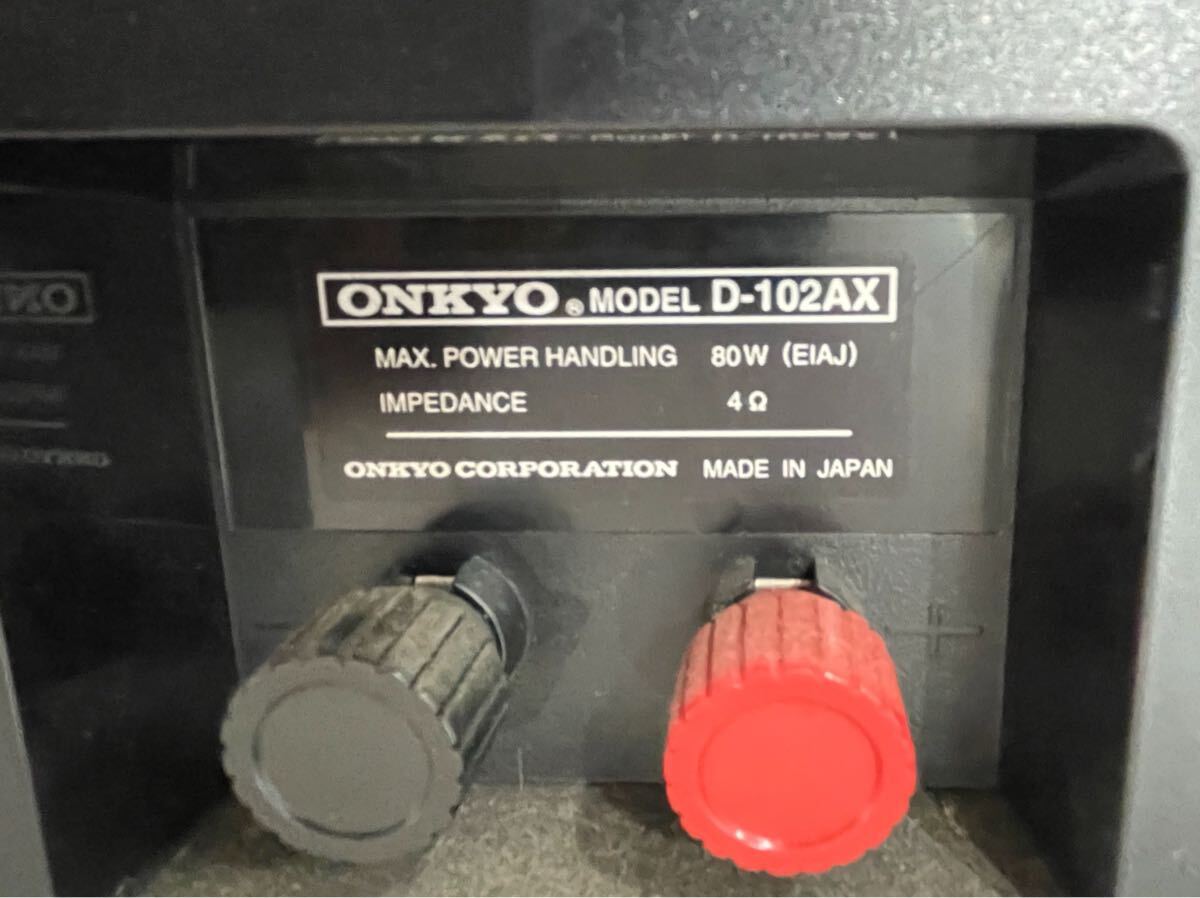 ONKYO® MODEL D-102AX
MAX. POWER HANDLING 80W (EIAJ)
IMPEDANCE 4Ω
ONKYO CORPORATION MADE IN JAPAN
−
+